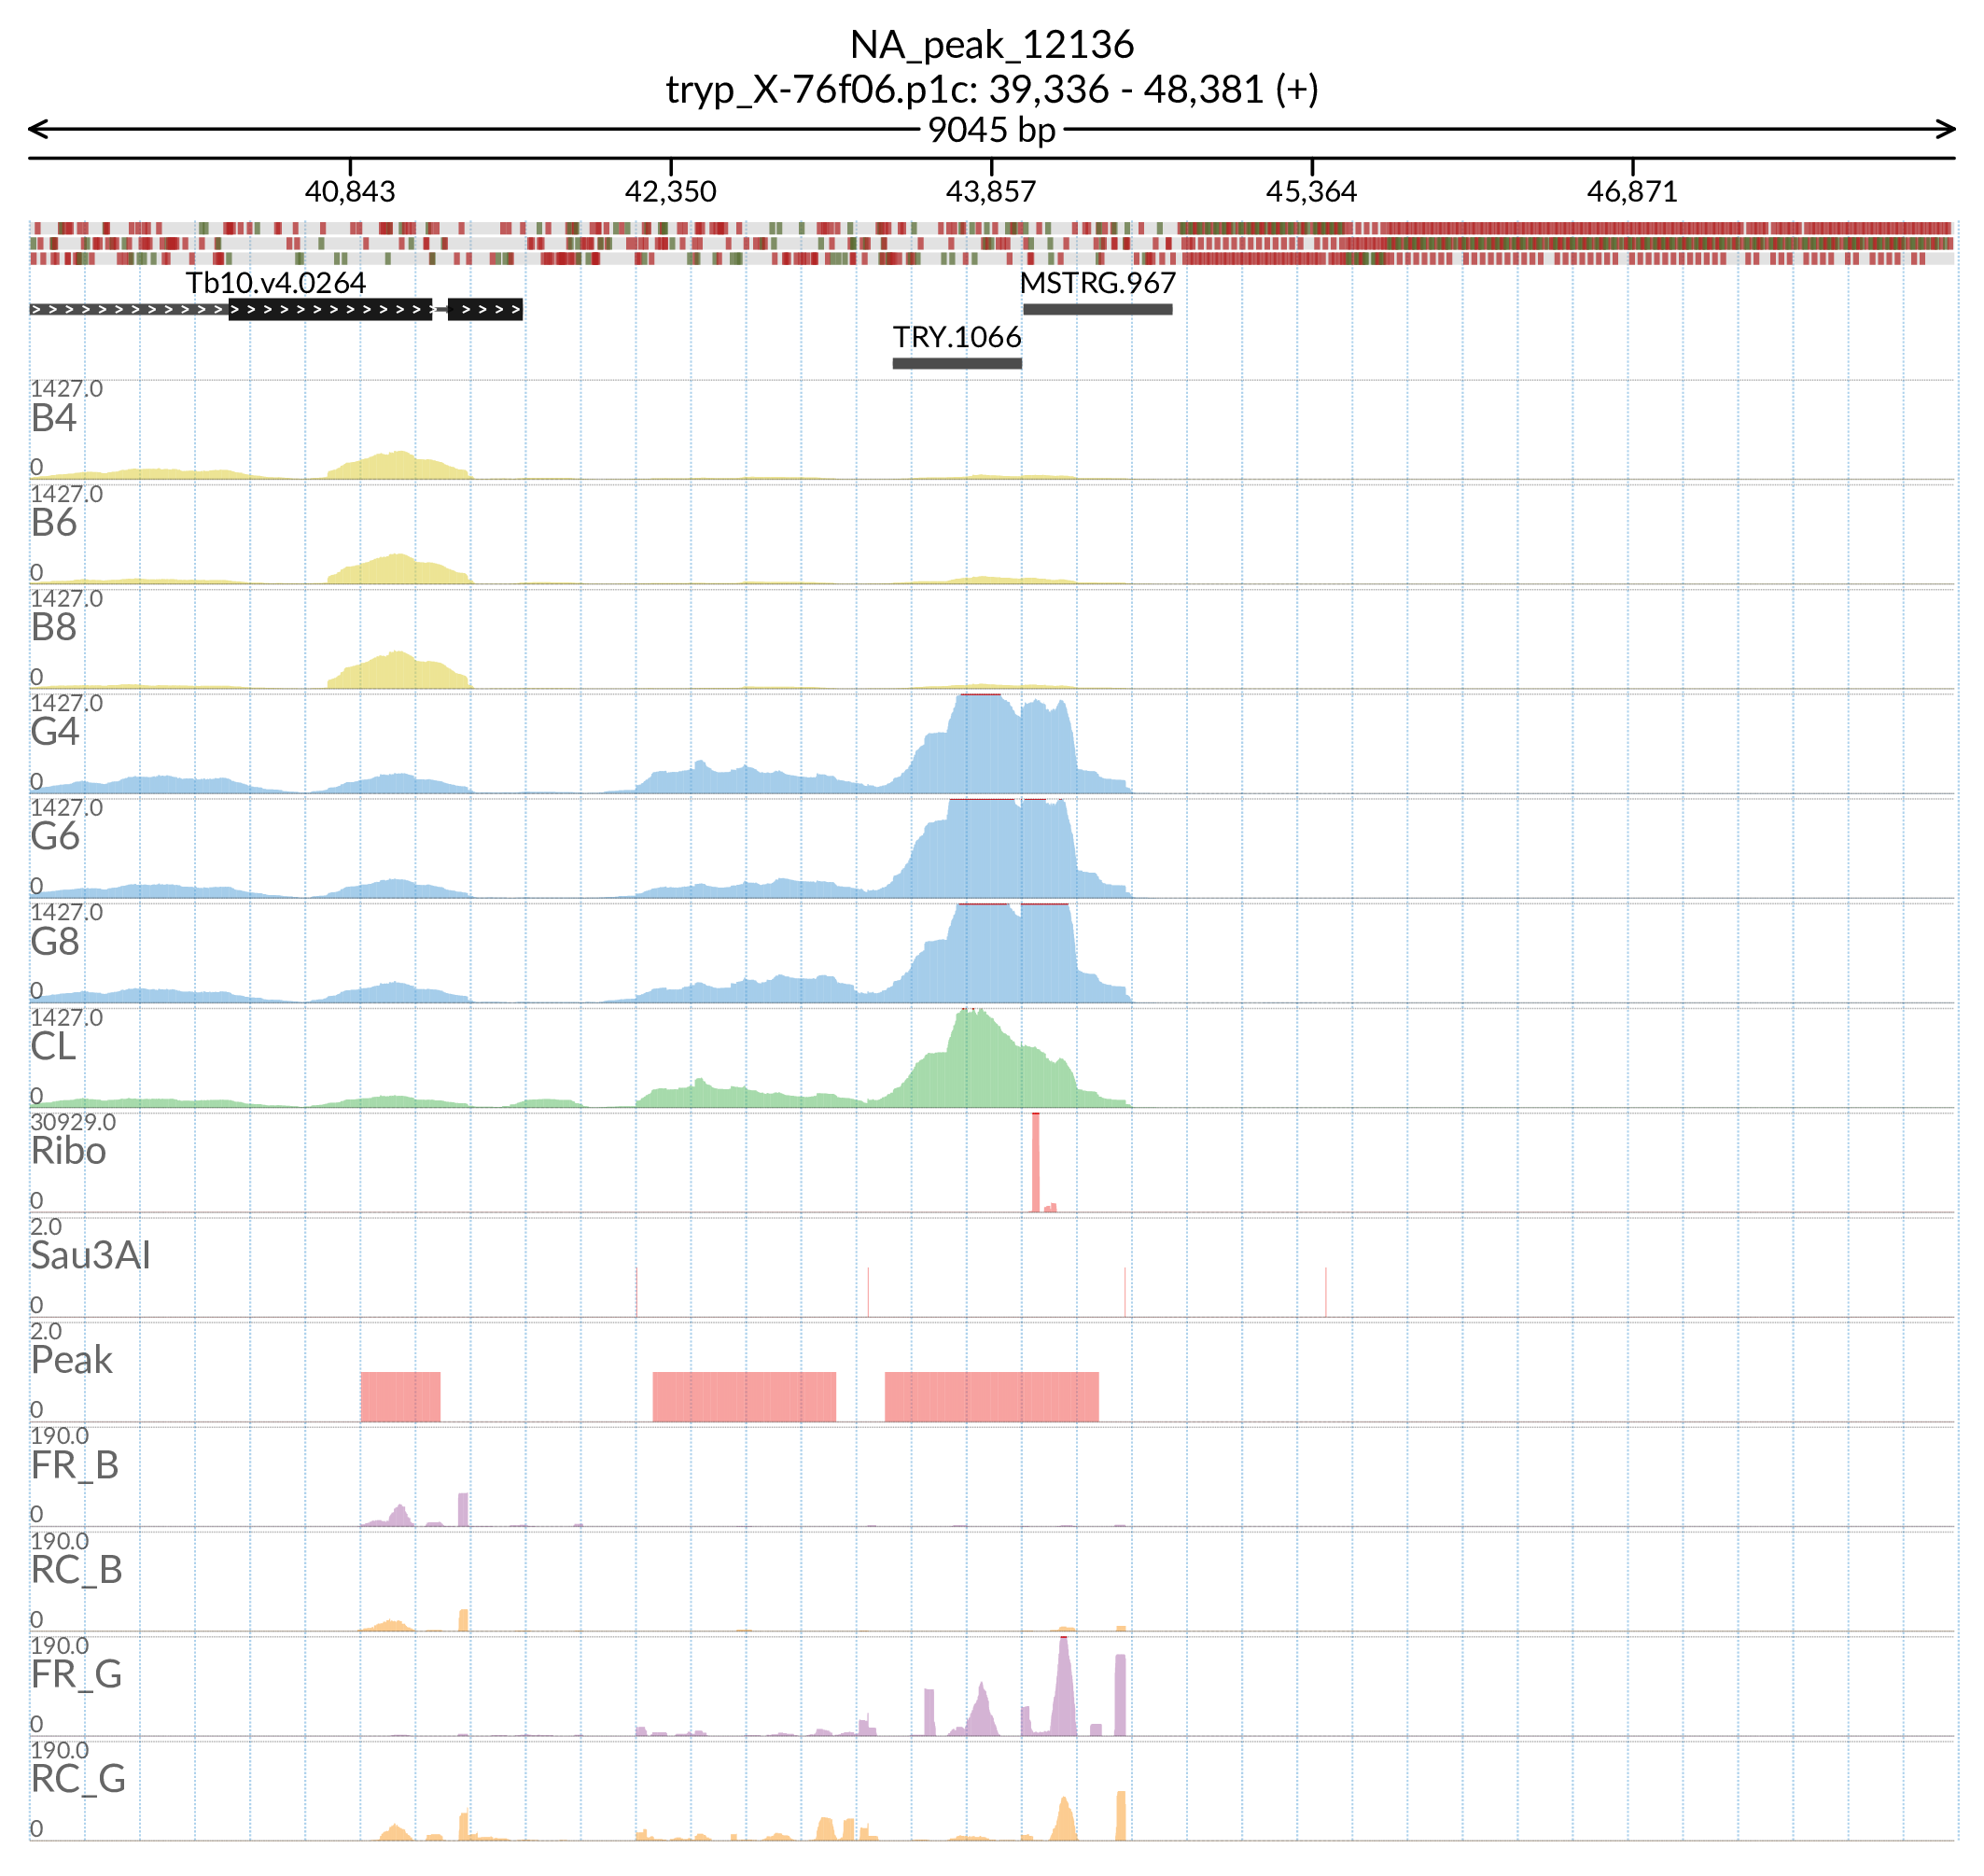 NA_peak_12136
tryp_X-76f06.p1c: 39,336 - 48,381 (+)
9045 bp
40,843 42,350 43,857 45,364 46,871
Tb10.v4.0264 MSTRG.967
TRY.1066
1427.0
B4
0
1427.0
B6
0
1427.0
B8
0
1427.0
G4
0
1427.0
G6
0
1427.0
G8
0
1427.0
CL
0
30929.0
Ribo
0
2.0
Sau3AI
0
2.0
Peak
0
190.0
FR_B
0
190.0
RC_B
0
190.0
FR_G
0
190.0
RC_G
0